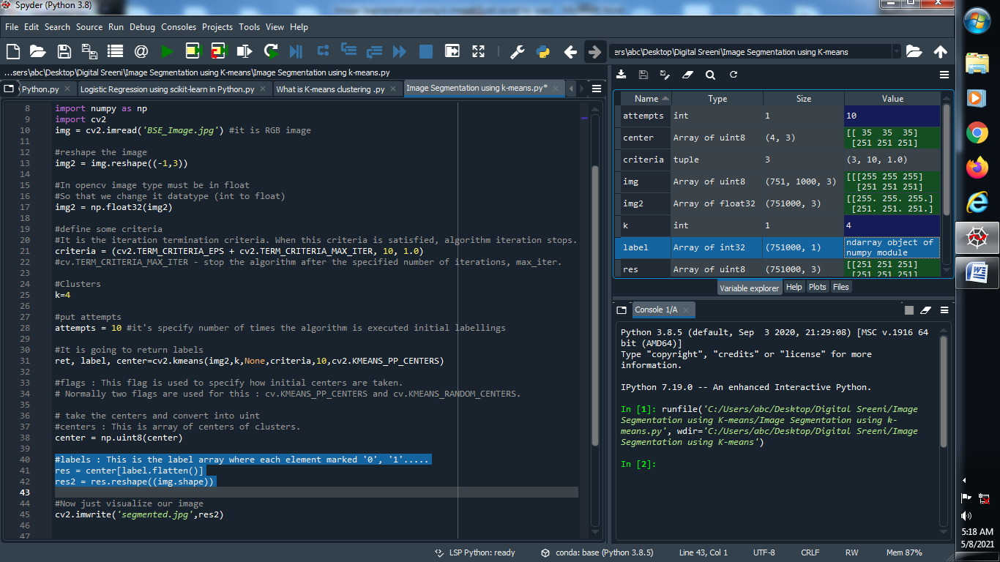 Spyder (Python 3.8)
File Edit Search Source Run Debug Consoles Projects Tools View Help
ers\abc\Desktop\Digital Sreeni\Image Segmentation using K-means
...sers\abc\Desktop\Digital Sreeni\Image Segmentation using K-means\Image Segmentation using k-means.py
Python.py Logistic Regression using scikit-learn in Python.py What is K-means clustering .py Image Segmentation using k-means.py*
8 import numpy as np
9 import cv2
10 img = cv2.imread('BSE_Image.jpg') #it is RGB image
11
12 #reshape the image
13 img2 = img.reshape((-1,3))
14
15 #In opencv image type must be in float
16 #So that we change it datatype (int to float)
17 img2 = np.float32(img2)
18
19 #define some criteria
20 #It is the iteration termination criteria. When this criteria is satisfied, algorithm iteration stops.
21 criteria = (cv2.TERM_CRITERIA_EPS + cv2.TERM_CRITERIA_MAX_ITER, 10, 1.0)
22 #cv.TERM_CRITERIA_MAX_ITER - stop the algorithm after the specified number of iterations, max_iter.
23
24 #Clusters
25 k=4
26
27 #put attempts
28 attempts = 10 #it's specify number of times the algorithm is executed initial labellings
29
30 #It is going to return labels
31 ret, label, center=cv2.kmeans(img2,k,None,criteria,10,cv2.KMEANS_PP_CENTERS)
32
33 #flags : This flag is used to specify how initial centers are taken.
34 # Normally two flags are used for this : cv.KMEANS_PP_CENTERS and cv.KMEANS_RANDOM_CENTERS.
35
36 # take the centers and convert into uint
37 #centers : This is array of centers of clusters.
38 center = np.uint8(center)
39
40 #labels : This is the label array where each element marked '0', '1'.....
41 res = center[label.flatten()]
42 res2 = res.reshape((img.shape))
43
44 #Now just visualize our image
45 cv2.imwrite('segmented.jpg',res2)
46
47
Name Type Size Value
attempts int 1 10
center Array of uint8 (4, 3) [[ 35 35 35]
[251 251 251]
criteria tuple 3 (3, 10, 1.0)
img Array of uint8 (751, 1000, 3) [[[255 255 255]
[251 251 251]
img2 Array of float32 (751000, 3) [[255. 255. 255.]
[251. 251. 251.]
k int 1 4
label Array of int32 (751000, 1) ndarray object of
numpy module
res Array of uint8 (751000, 3) [[251 251 251]
[251 251 251]
Variable explorer Help Plots Files
Console 1/A
Python 3.8.5 (default, Sep 3 2020, 21:29:08) [MSC v.1916 64
bit (AMD64)]
Type "copyright", "credits" or "license" for more
information.
IPython 7.19.0 -- An enhanced Interactive Python.
In [1]: runfile('C:/Users/abc/Desktop/Digital Sreeni/Image
Segmentation using K-means/Image Segmentation using k-
means.py', wdir='C:/Users/abc/Desktop/Digital Sreeni/Image
Segmentation using K-means')
In [2]:
LSP Python: ready conda: base (Python 3.8.5) Line 43, Col 1 UTF-8 CRLF RW Mem 87%
5:18 AM
5/8/2021